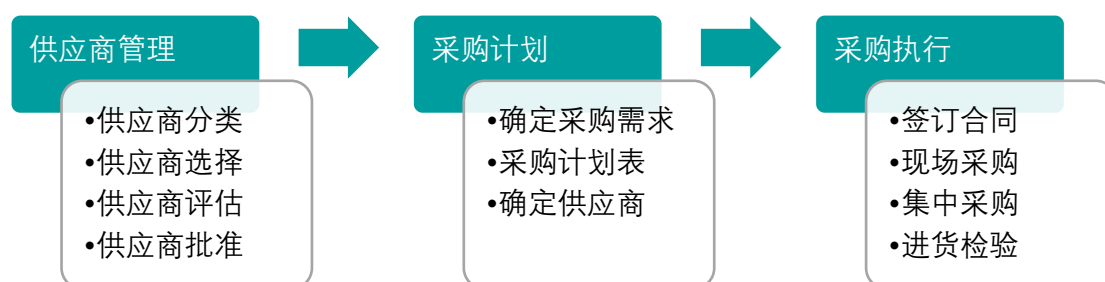 供应商管理
•供应商分类
•供应商选择
•供应商评估
•供应商批准
采购计划
•确定采购需求
•采购计划表
•确定供应商
采购执行
•签订合同
•现场采购
•集中采购
•进货检验